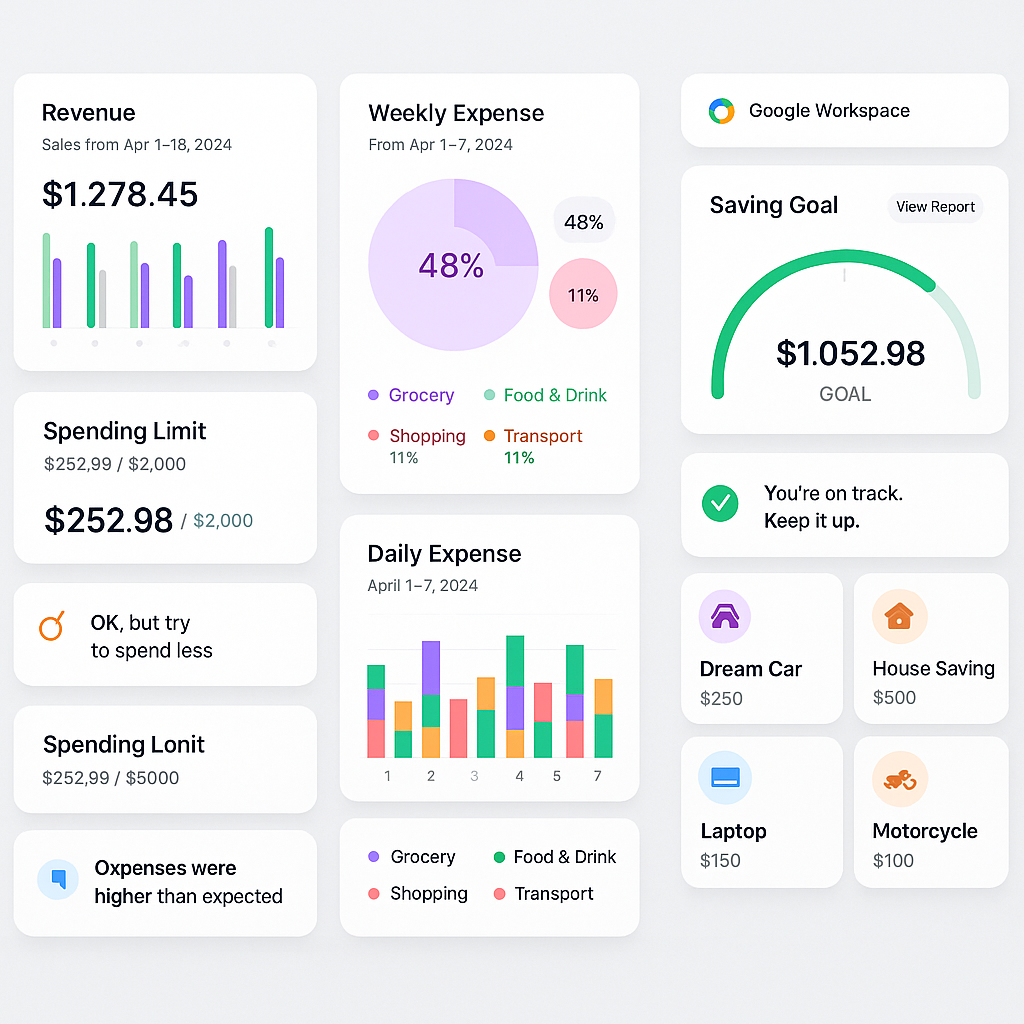 Revenue
Sales from Apr 1–18, 2024
$1.278.45
Spending Limit
$252,99 / $2,000
$252.98 / $2,000
OK, but try
to spend less
Spending Lonit
$252,99 / $5000
Oxpenses were
higher than expected
Weekly Expense
From Apr 1–7, 2024
48%
48%
11%
Grocery
Food & Drink
Shopping
11%
Transport
11%
Daily Expense
April 1–7, 2024
1 2 3 4 5 7
Grocery
Food & Drink
Shopping
Transport
Google Workspace
Saving Goal
View Report
$1.052.98
GOAL
You're on track.
Keep it up.
Dream Car
$250
House Saving
$500
Laptop
$150
Motorcycle
$100